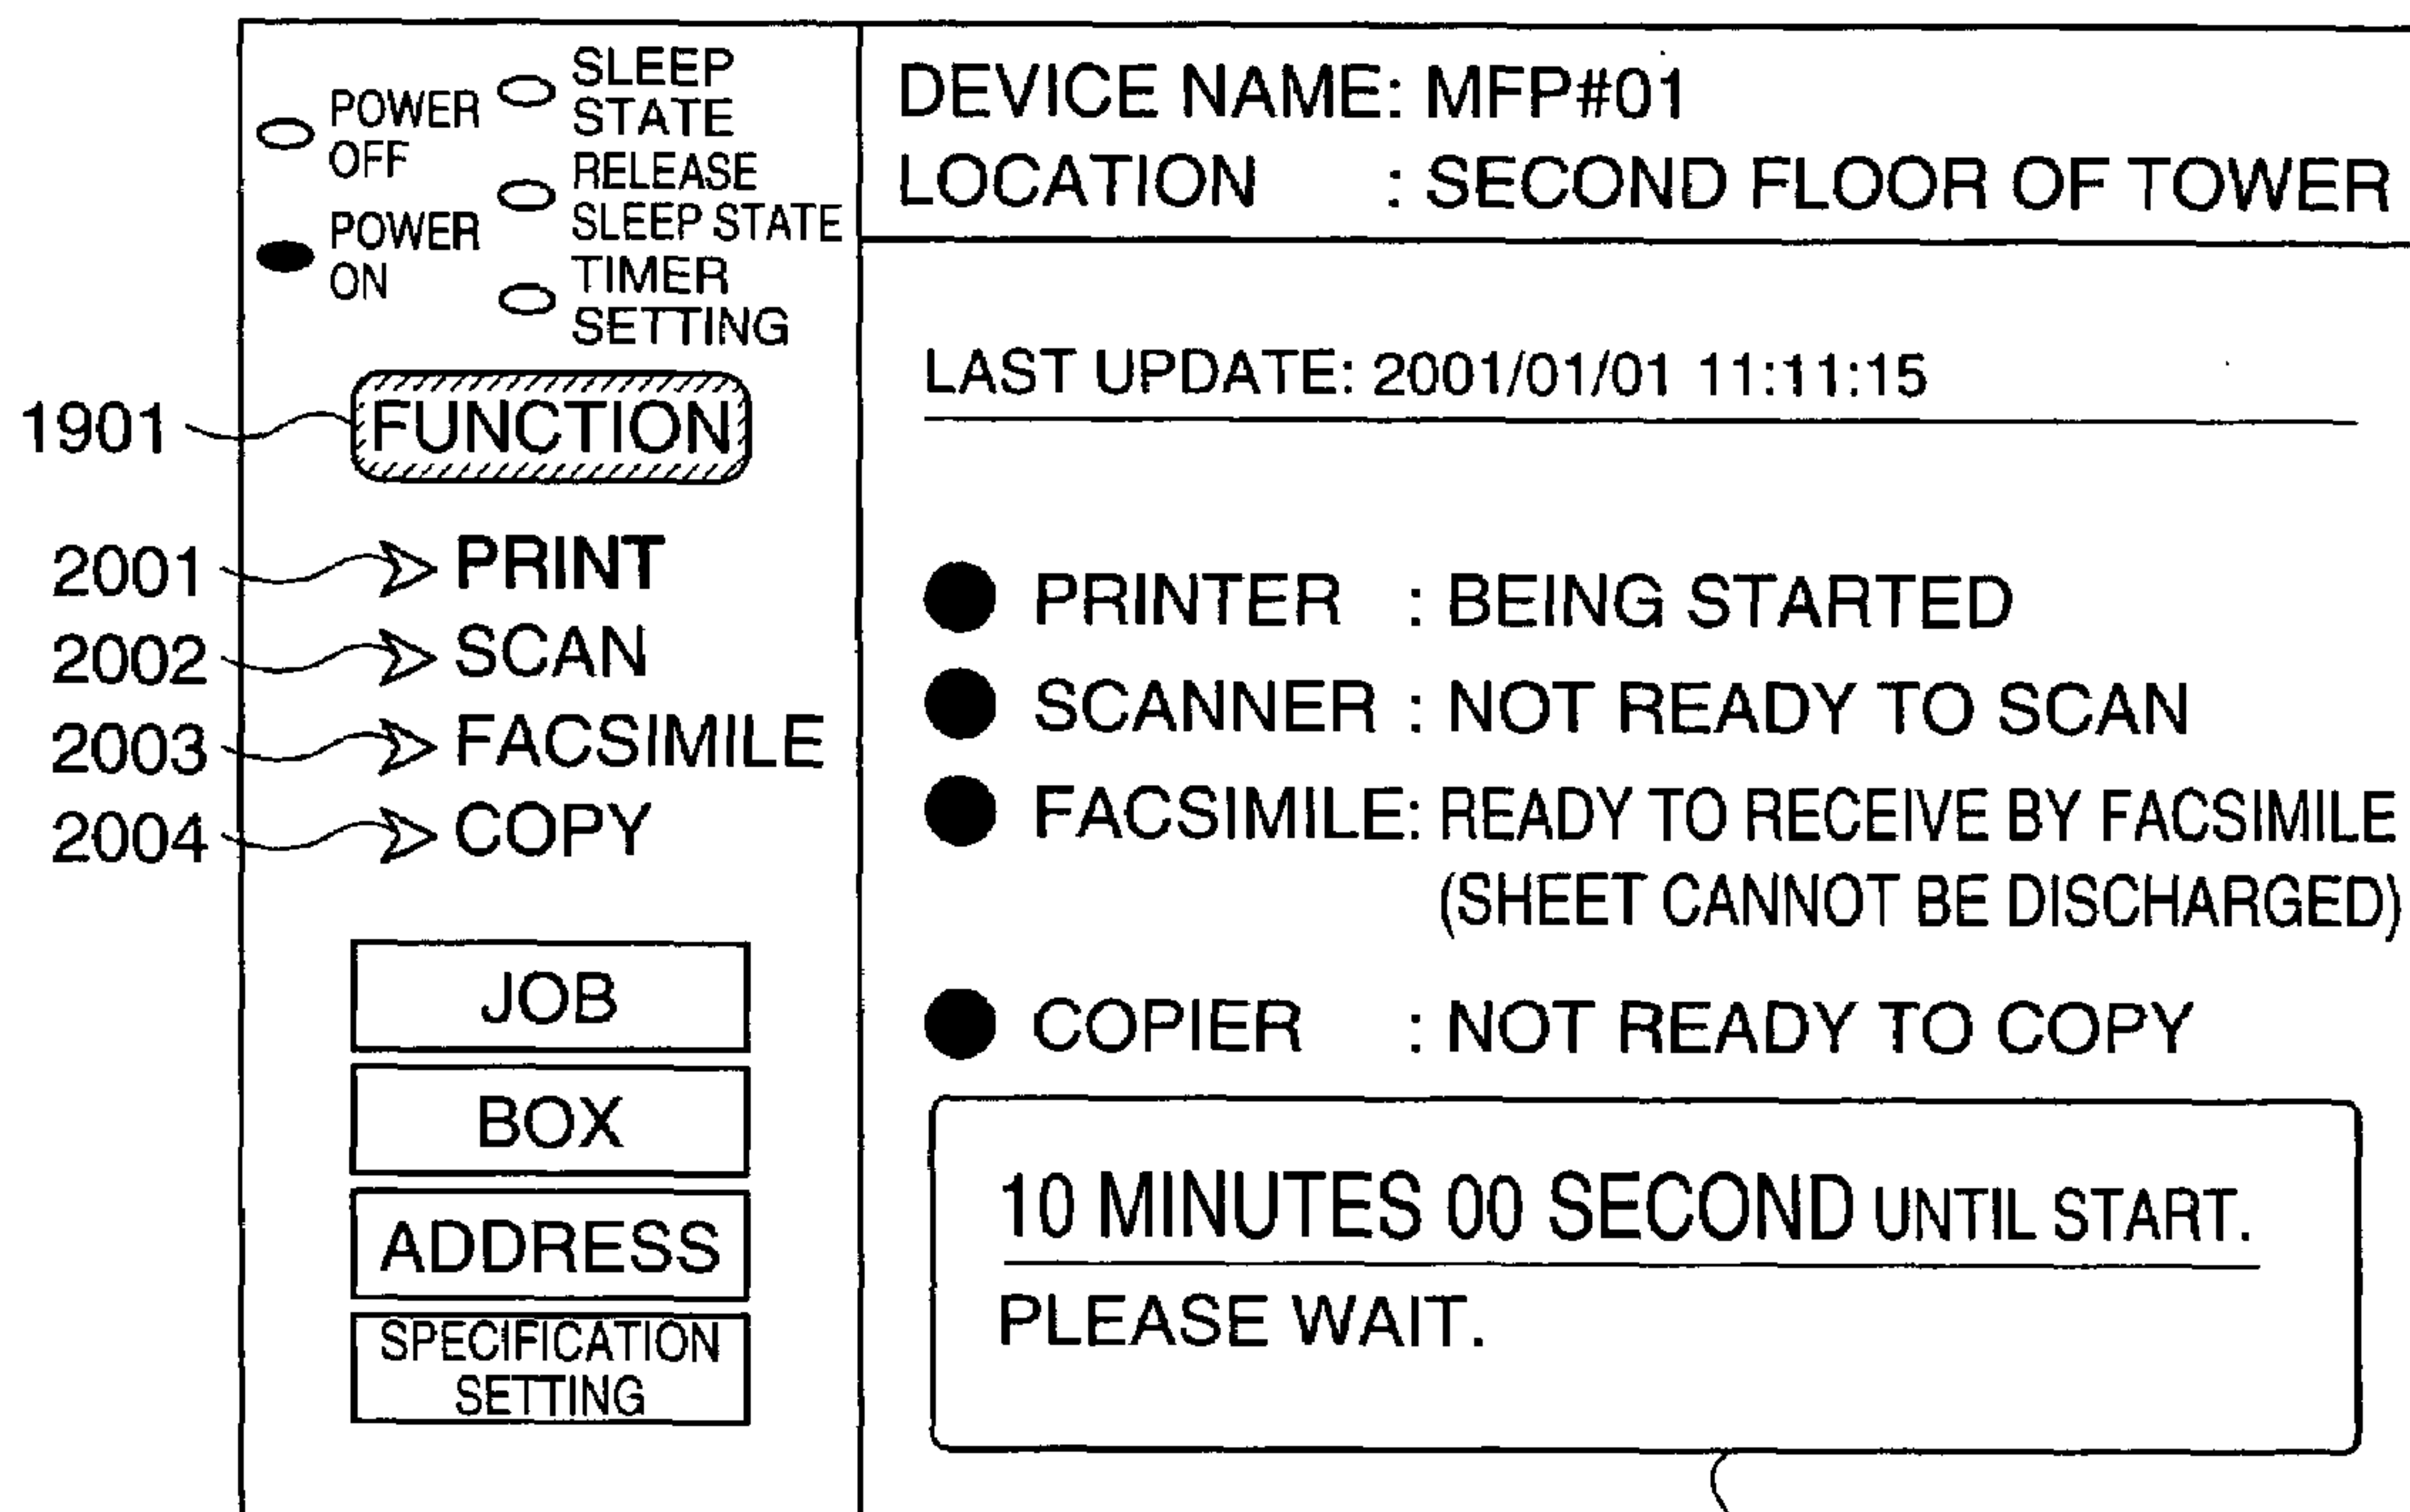 POWER
OFF
POWER
ON
SLEEP
STATE
RELEASE
SLEEP STATE
TIMER
SETTING
1901 FUNCTION
2001 PRINT
2002 SCAN
2003 FACSIMILE
2004 COPY
JOB
BOX
ADDRESS
SPECIFICATION
SETTING
DEVICE NAME: MFP#01
LOCATION : SECOND FLOOR OF TOWER
LAST UPDATE: 2001/01/01 11:11:15
PRINTER : BEING STARTED
SCANNER : NOT READY TO SCAN
FACSIMILE: READY TO RECEIVE BY FACSIMILE
(SHEET CANNOT BE DISCHARGED)
COPIER : NOT READY TO COPY
10 MINUTES 00 SECOND UNTIL START.
PLEASE WAIT.